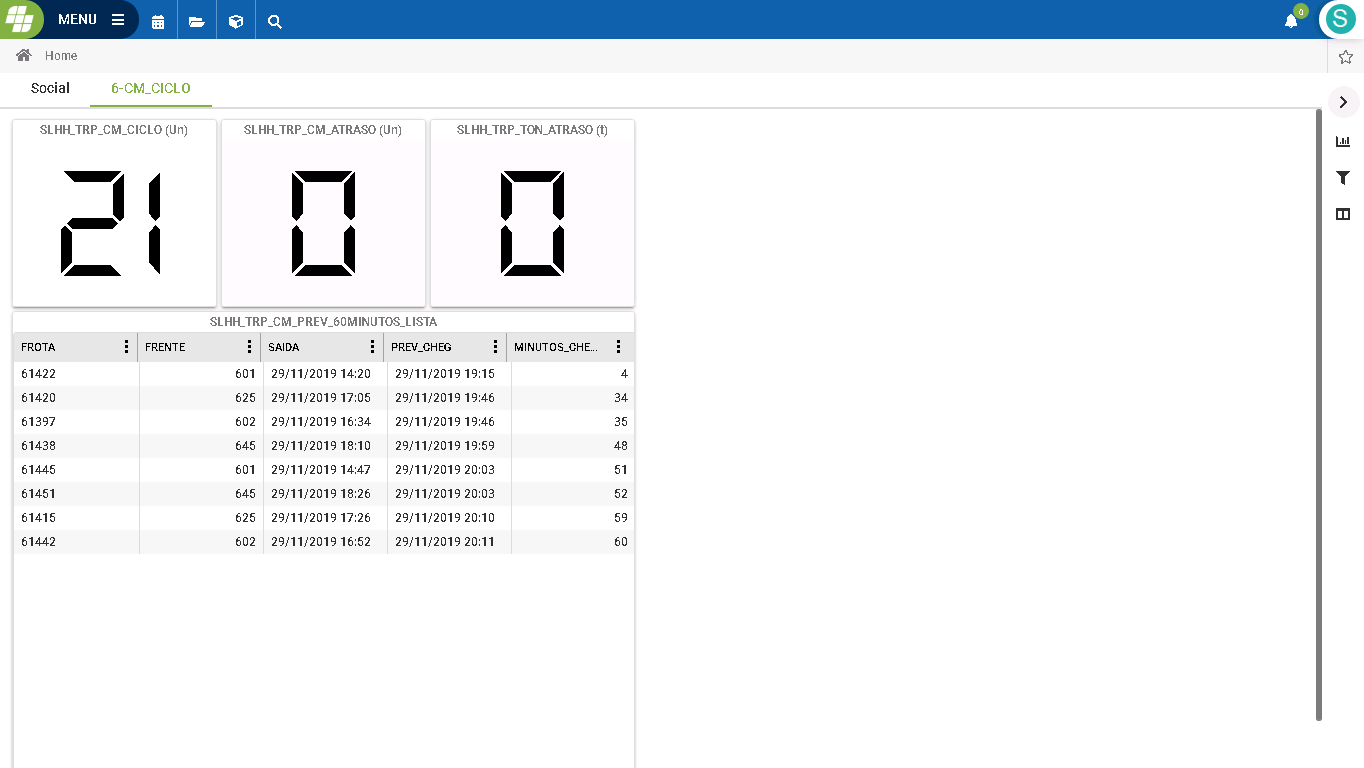 MENU
0
S
Home
Social 6-CM_CICLO
SLHH_TRP_CM_CICLO (Un) SLHH_TRP_CM_ATRASO (Un) SLHH_TRP_TON_ATRASO (t)
21 0 0
SLHH_TRP_CM_PREV_60MINUTOS_LISTA
FROTA FRENTE SAIDA PREV_CHEG MINUTOS_CHE...
61422 601 29/11/2019 14:20 29/11/2019 19:15 4
61420 625 29/11/2019 17:05 29/11/2019 19:46 34
61397 602 29/11/2019 16:34 29/11/2019 19:46 35
61438 645 29/11/2019 18:10 29/11/2019 19:59 48
61445 601 29/11/2019 14:47 29/11/2019 20:03 51
61451 645 29/11/2019 18:26 29/11/2019 20:03 52
61415 625 29/11/2019 17:26 29/11/2019 20:10 59
61442 602 29/11/2019 16:52 29/11/2019 20:11 60